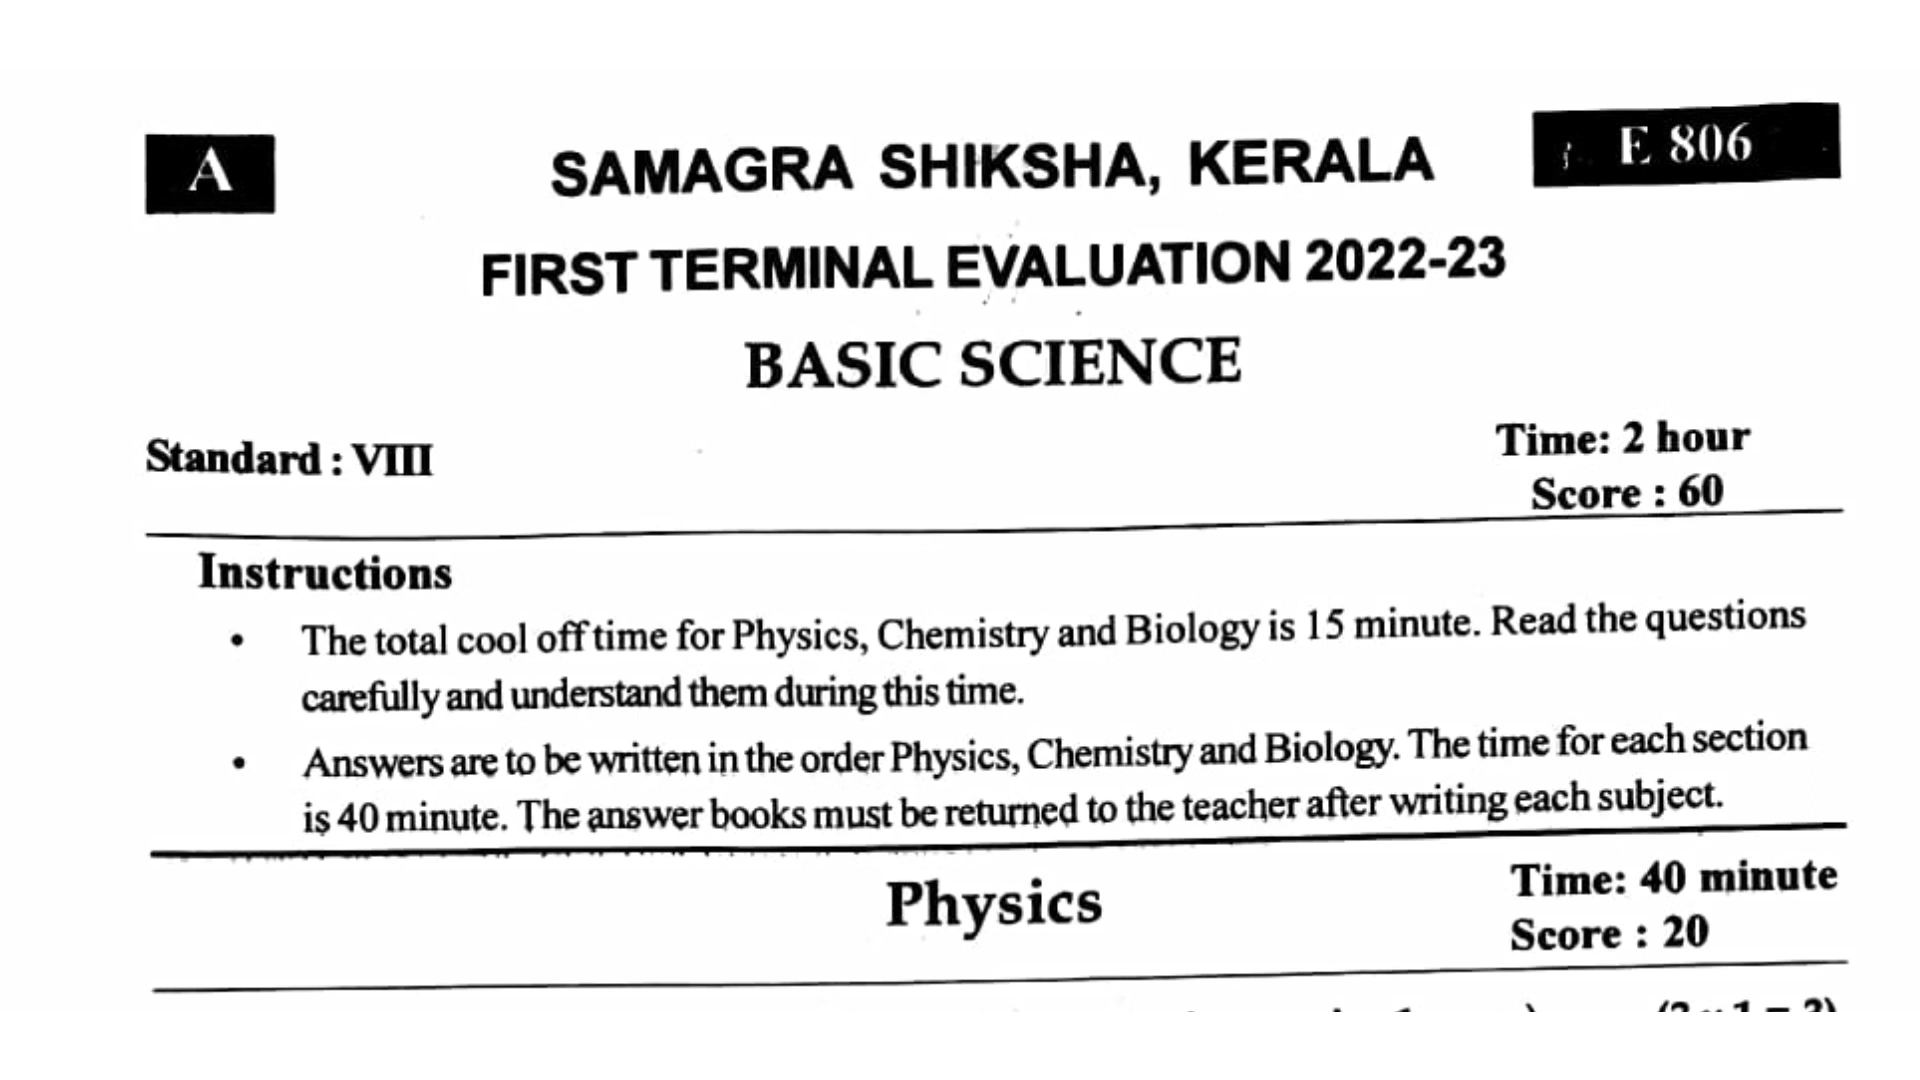 A
SAMAGRA SHIKSHA, KERALA
E 806
FIRST TERMINAL EVALUATION 2022-23
BASIC SCIENCE
Standard : VIII
Time: 2 hour
Score : 60
Instructions
• The total cool off time for Physics, Chemistry and Biology is 15 minute. Read the questions
carefully and understand them during this time.
• Answers are to be written in the order Physics, Chemistry and Biology. The time for each section
is 40 minute. The answer books must be returned to the teacher after writing each subject.
Physics
Time: 40 minute
Score : 20